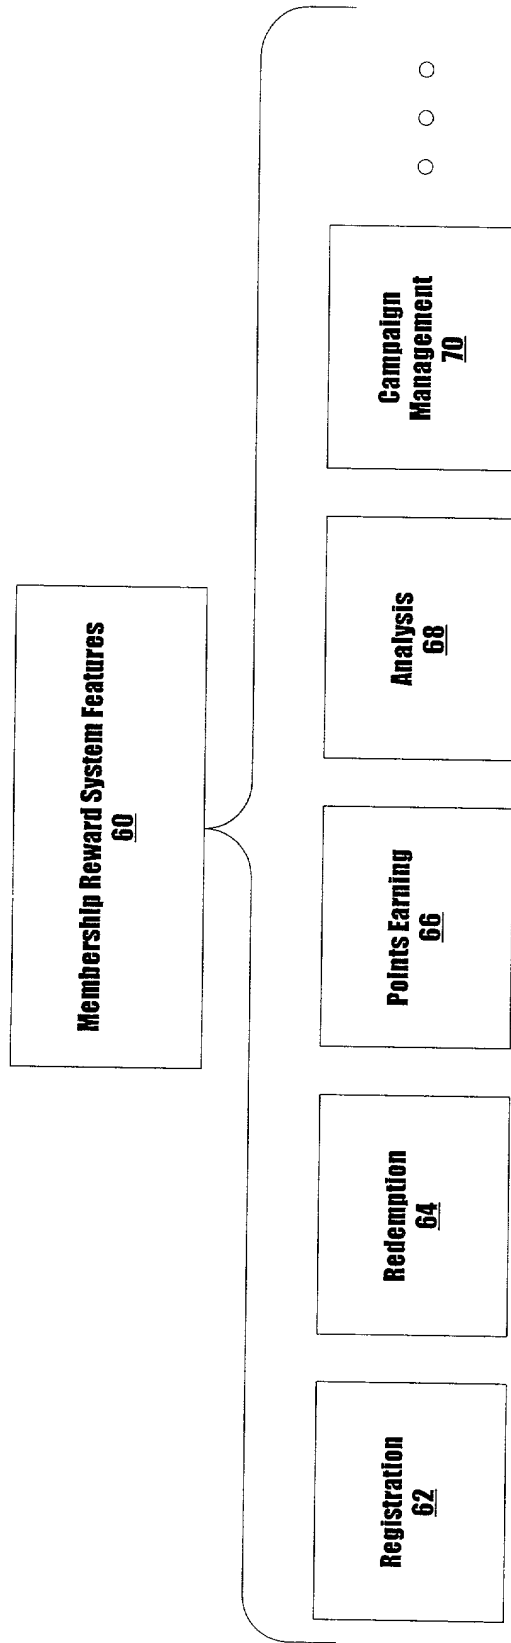 Membership Reward System Features
60
Registration
62
Redemption
64
Points Earning
66
Analysis
68
Campaign
Management
70